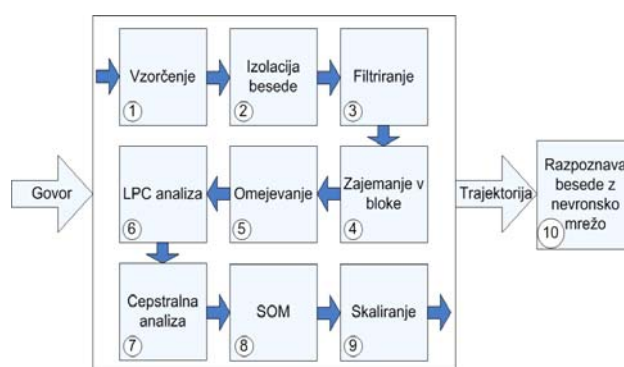 Govor
Vzorčenje
1
Izolacija
besede
2
Filtriranje
3
Zajemanje v
bloke
4
Omejevanje
5
LPC analiza
6
Cepstralna
analiza
7
SOM
8
Skaliranje
9
Trajektorija
Razpoznava
besede z
nevronsko
mrežo
10